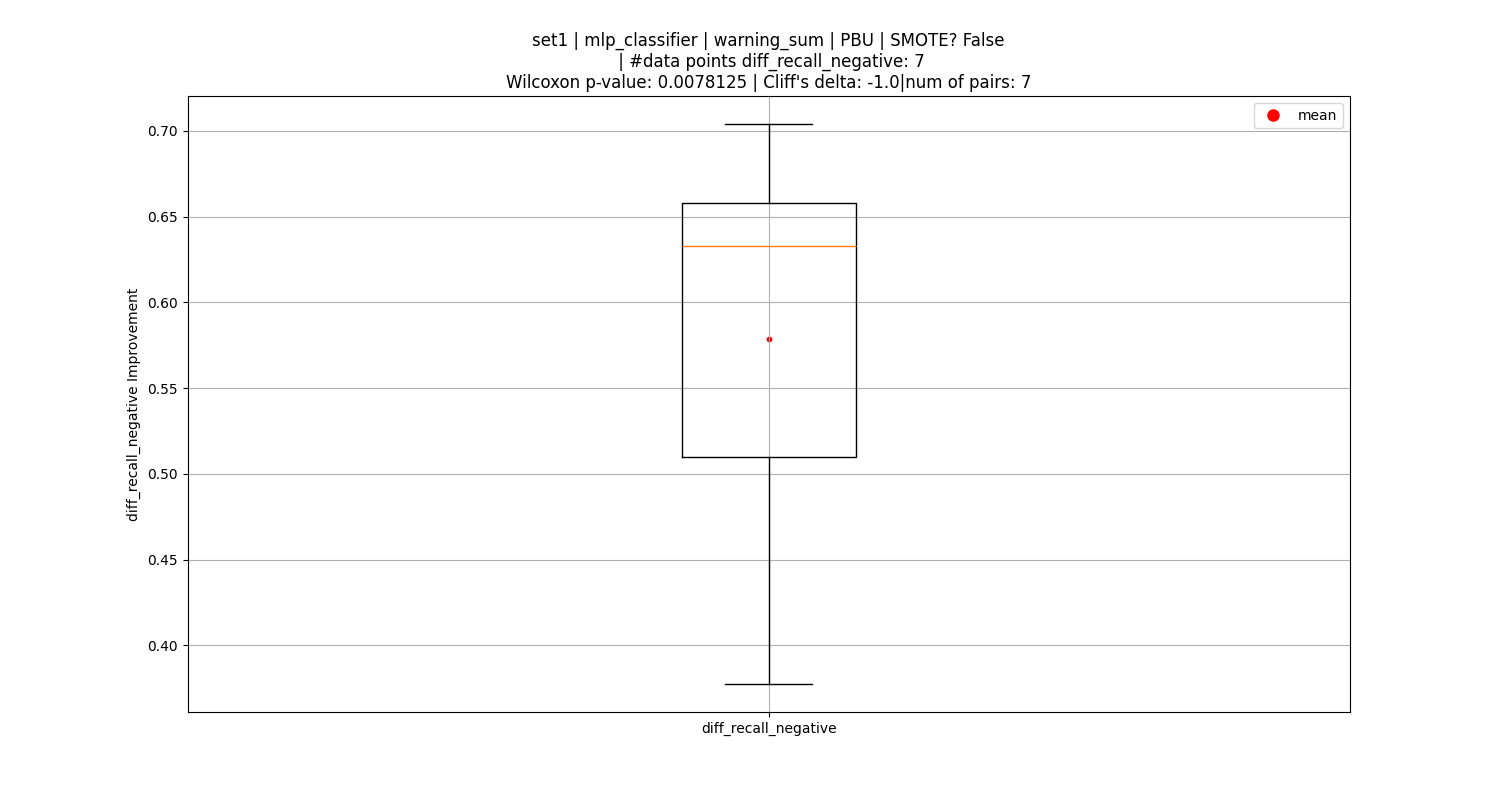 set1 | mlp_classifier | warning_sum | PBU | SMOTE? False
| #data points diff_recall_negative: 7
Wilcoxon p-value: 0.0078125 | Cliff's delta: -1.0|num of pairs: 7
mean
0.70
0.65
0.60
0.55
0.50
0.45
0.40
diff_recall_negative Improvement
diff_recall_negative